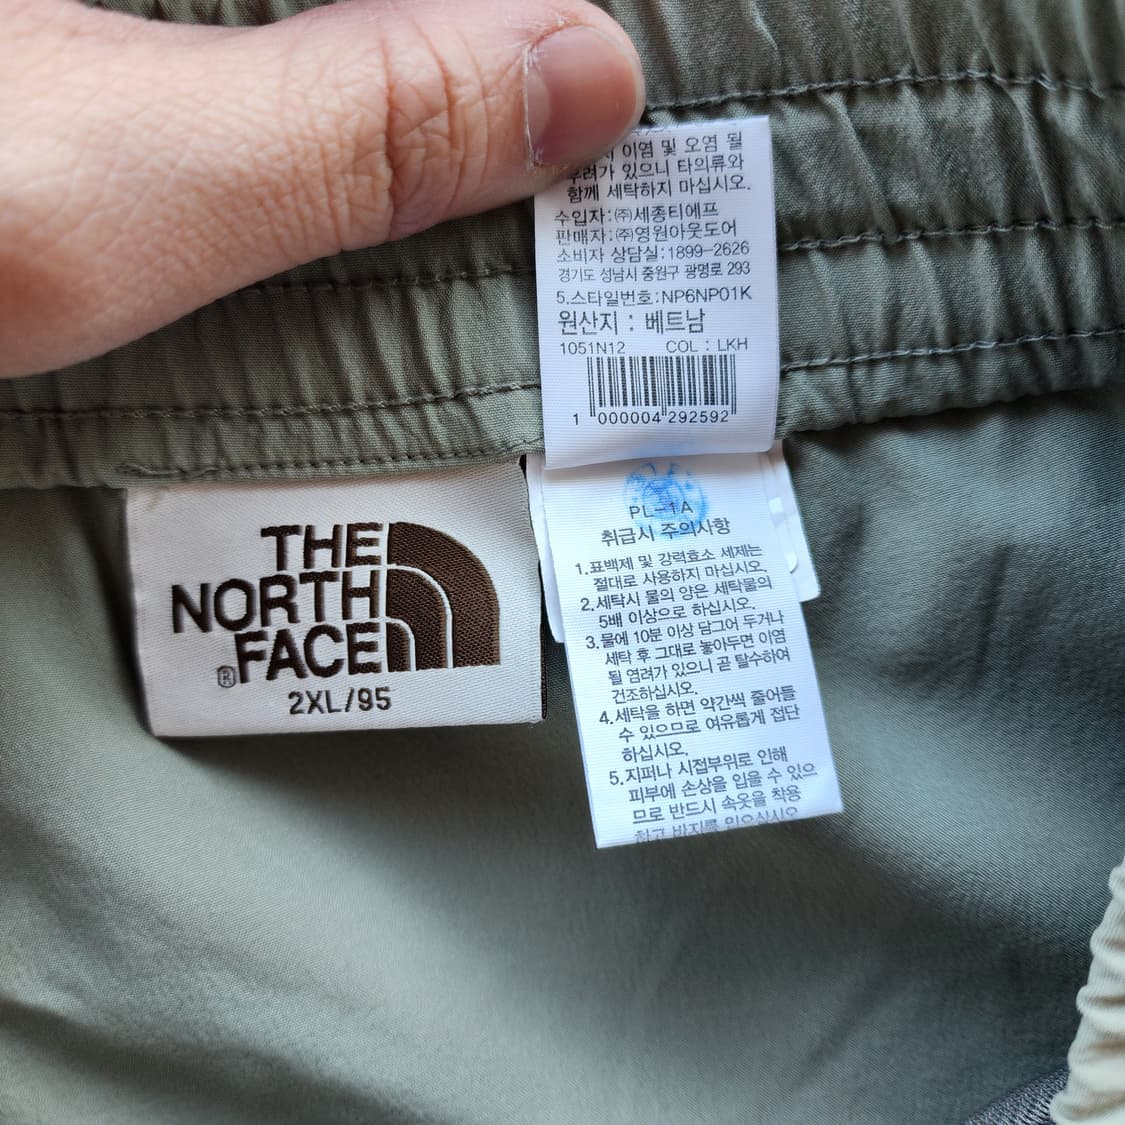 이염 및 오염 될
우려가 있으니 타의류와
함께 세탁하지 마십시오.
수입자:㈜세종티에프
판매자:㈜영원아웃도어
소비자 상담실:1899-2626
경기도 성남시 중원구 광명로 293
5.스타일번호:NP6NP01K
원산지 : 베트남
1051N12 COL : LKH
1 000004 292592
THE
NORTH
FACE
®
2XL/95
PL-1A
취급시 주의사항
1.표백제 및 강력효소 세제는
절대로 사용하지 마십시오.
2.세탁시 물의 양은 세탁물의
5배 이상으로 하십시오.
3.물에 10분 이상 담그어 두거나
세탁 후 그대로 놓아두면 이염
될 염려가 있으니 곧 탈수하여
건조하십시오.
4.세탁을 하면 약간씩 줄어들
수 있으므로 여유롭게 접단
하십시오.
5.지퍼나 시접부위로 인해
피부에 손상을 입을 수 있으
므로 반드시 속옷을 착용
하고 바지를 입으십시오